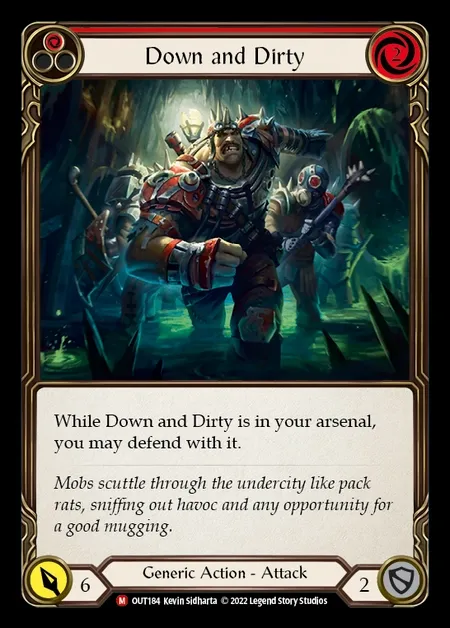 Down and Dirty
2
While Down and Dirty is in your arsenal,
you may defend with it.
Mobs scuttle through the undercity like pack
rats, sniffing out havoc and any opportunity for
a good mugging.
6
Generic Action - Attack
2
M OUT184 Kevin Sidharta © 2022 Legend Story Studios